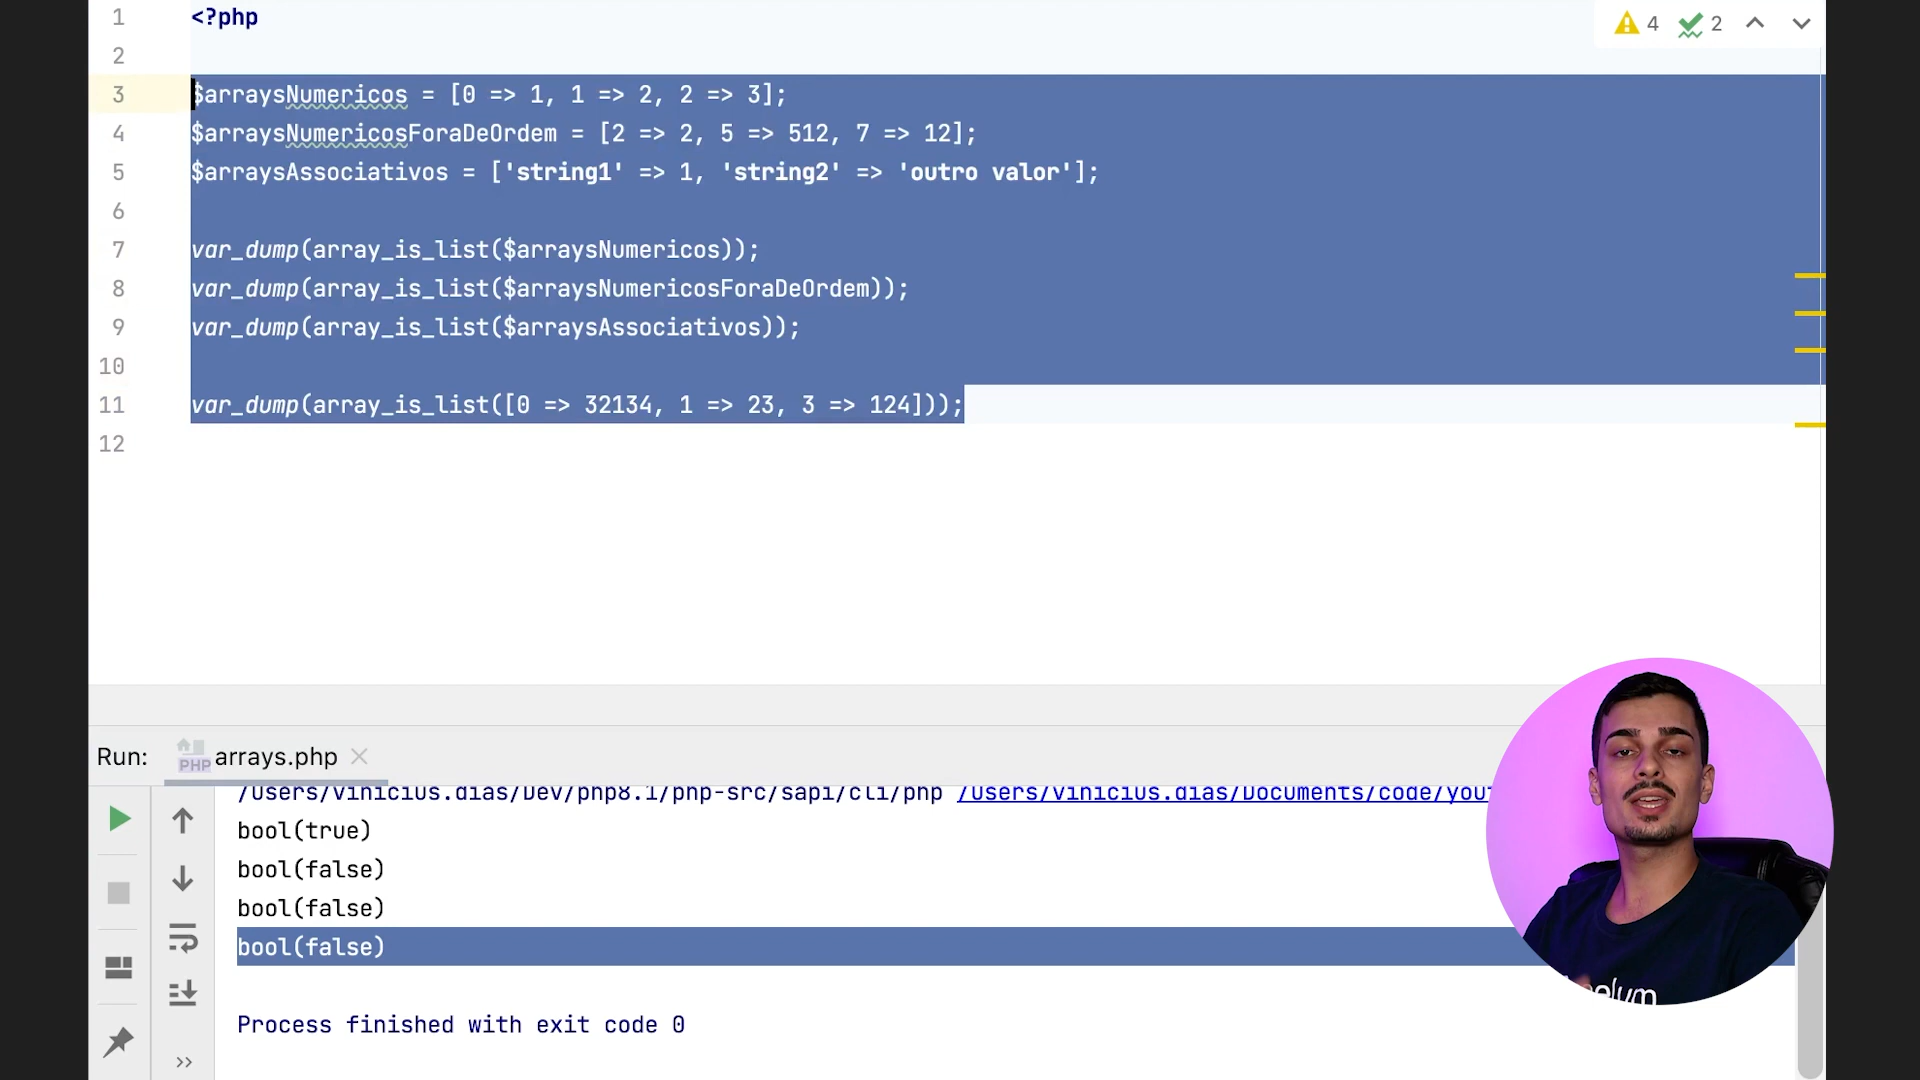 1 <?php
⚠ 4 ✓ 2
2
3 $arraysNumericos = [0 => 1, 1 => 2, 2 => 3];
4 $arraysNumericosForaDeOrdem = [2 => 2, 5 => 512, 7 => 12];
5 $arraysAssociativos = ['string1' => 1, 'string2' => 'outro valor'];
6
7 var_dump(array_is_list($arraysNumericos));
8 var_dump(array_is_list($arraysNumericosForaDeOrdem));
9 var_dump(array_is_list($arraysAssociativos));
10
11 var_dump(array_is_list([0 => 32134, 1 => 23, 3 => 124]));
12
Run: PHP arrays.php
/Users/vinicius.dias/Dev/php8.1/php-src/sapi/cli/php /Users/vinicius.dias/Documents/code/
bool(true)
bool(false)
bool(false)
bool(false)
Process finished with exit code 0